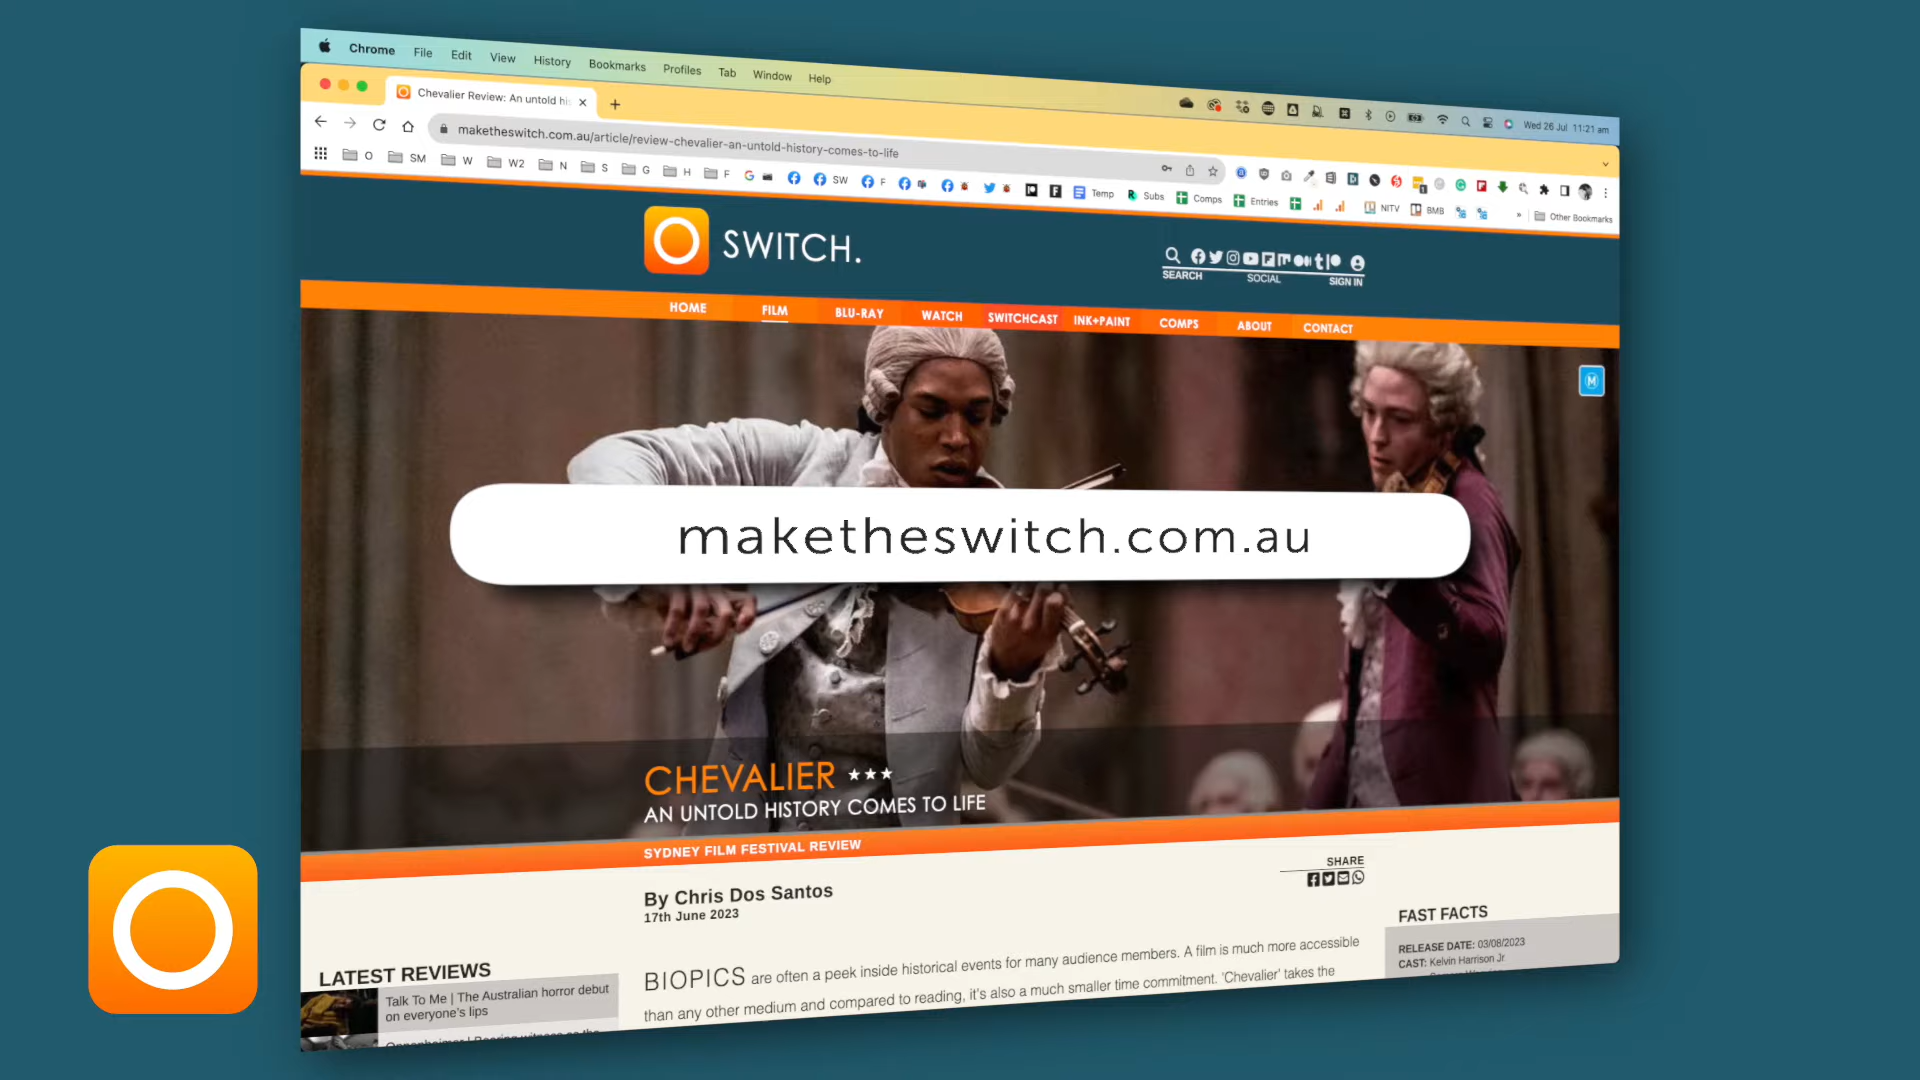 Chrome File Edit View History Bookmarks Profiles Tab Window Help
Wed 26 Jul 11:21 am
Chevalier Review: An untold his
maketheswitch.com.au/article/review-chevalier-an-untold-history-comes-to-life
O SM W W2 N S G H F SW F Temp Subs Comps Entries NITV BMB » Other Bookmarks
SWITCH.
SEARCH SOCIAL SIGN IN
HOME FILM BLU-RAY WATCH SWITCHCAST INK+PAINT COMPS ABOUT CONTACT
maketheswitch.com.au
CHEVALIER ★★★
AN UNTOLD HISTORY COMES TO LIFE
SYDNEY FILM FESTIVAL REVIEW
SHARE
By Chris Dos Santos
17th June 2023
FAST FACTS
RELEASE DATE: 03/08/2023
CAST: Kelvin Harrison Jr
LATEST REVIEWS
Talk To Me | The Australian horror debut
on everyone's lips
BIOPICS are often a peek inside historical events for many audience members. A film is much more accessible
than any other medium and compared to reading, it's also a much smaller time commitment. 'Chevalier' takes the